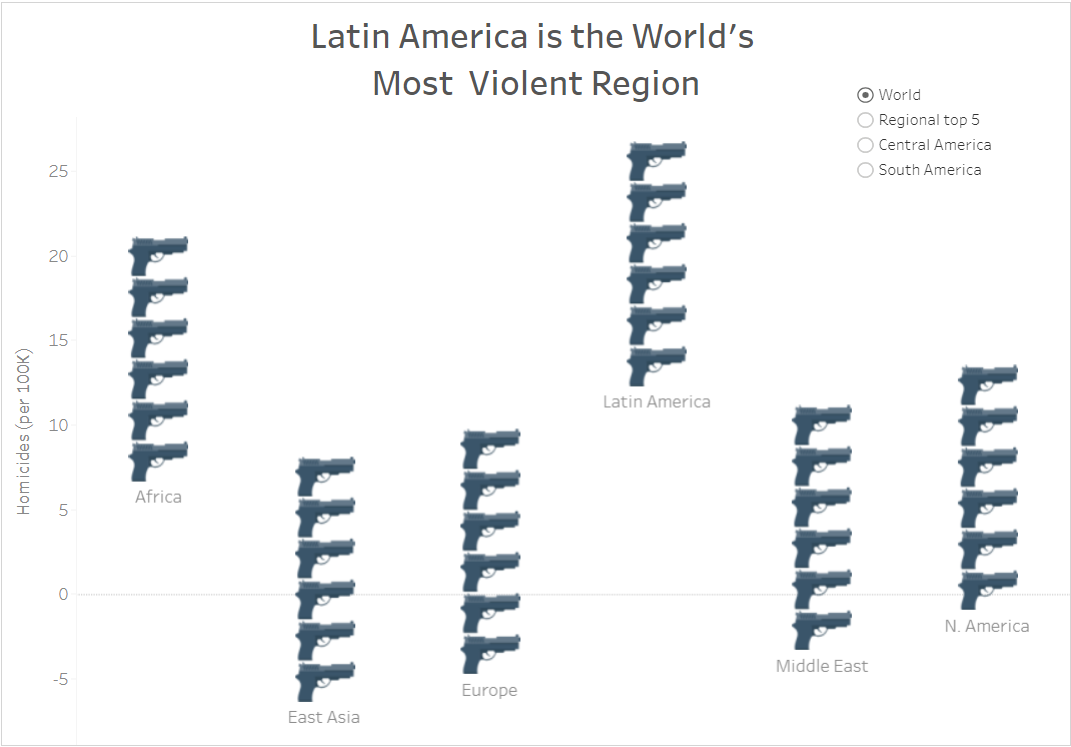 Latin America is the World’s
Most  Violent Region
World
Regional top 5
Central America
South America
Homicides (per 100K)
25
20
15
10
5
0
-5
Africa
East Asia
Europe
Latin America
Middle East
N. America